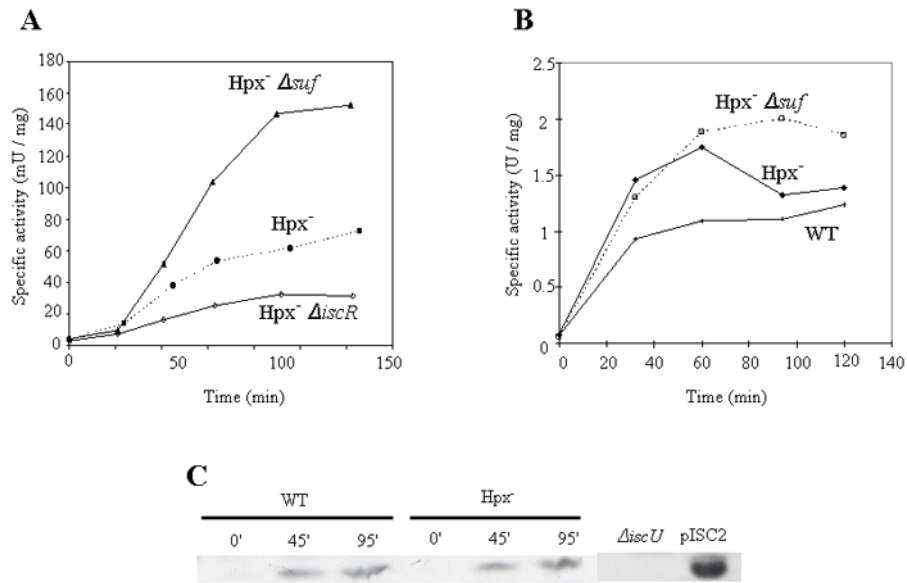 A
Specific activity (mU / mg)
180
160
140
120
100
80
60
40
20
0
0
50
100
150
Time (min)
Hpx⁻ Δsuf
Hpx⁻
Hpx⁻ ΔiscR
B
Specific activity (U / mg)
2.5
2
1.5
1
0.5
0
0
20
40
60
80
100
120
140
Time (min)
Hpx⁻ Δsuf
Hpx⁻
WT
C
WT
Hpx⁻
0'
45'
95'
0'
45'
95'
ΔiscU
pISC2